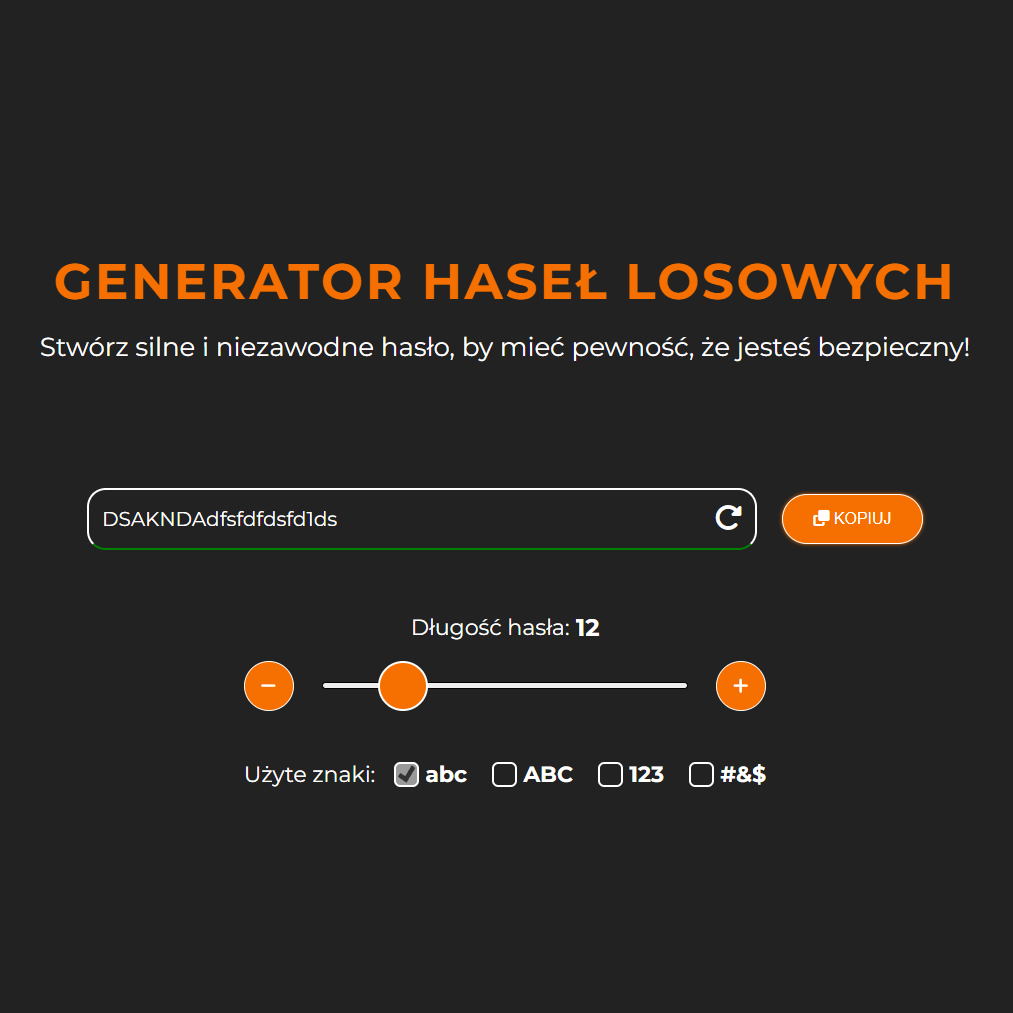 GENERATOR HASEŁ LOSOWYCH
Stwórz silne i niezawodne hasło, by mieć pewność, że jesteś bezpieczny!
DSAKNDAdfsfdfdsfd1ds KOPIUJ
Długość hasła: 12
Użyte znaki: abc ABC 123 #&$